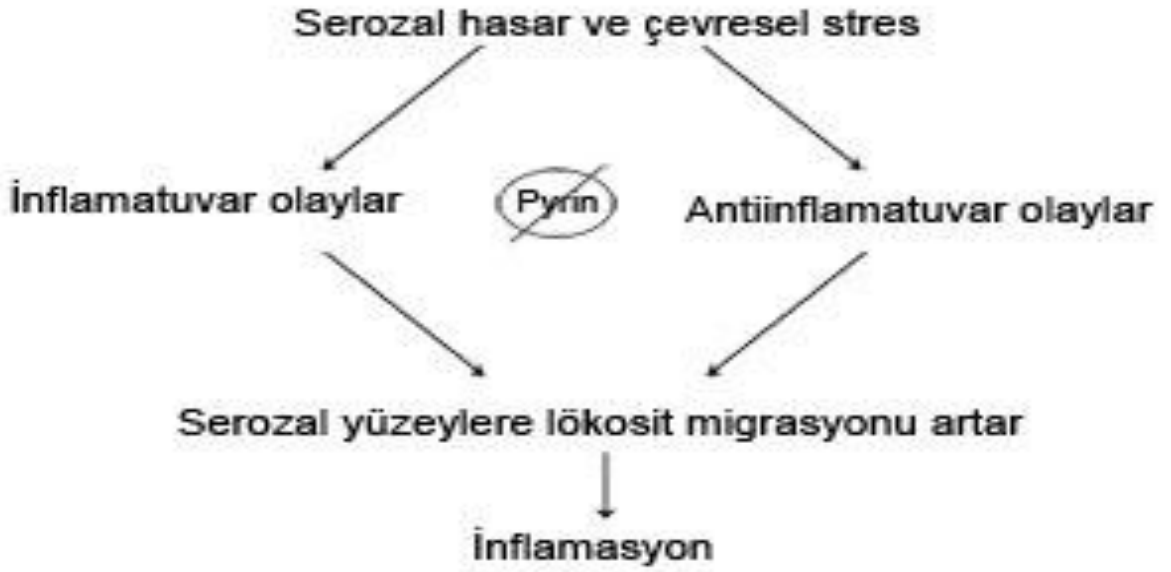 Serozal hasar ve çevresel stres
İnflamatuvar olaylar
Pyrin
Antiinflamatuvar olaylar
Serozal yüzeylere lökosit migrasyonu artar
İnflamasyon